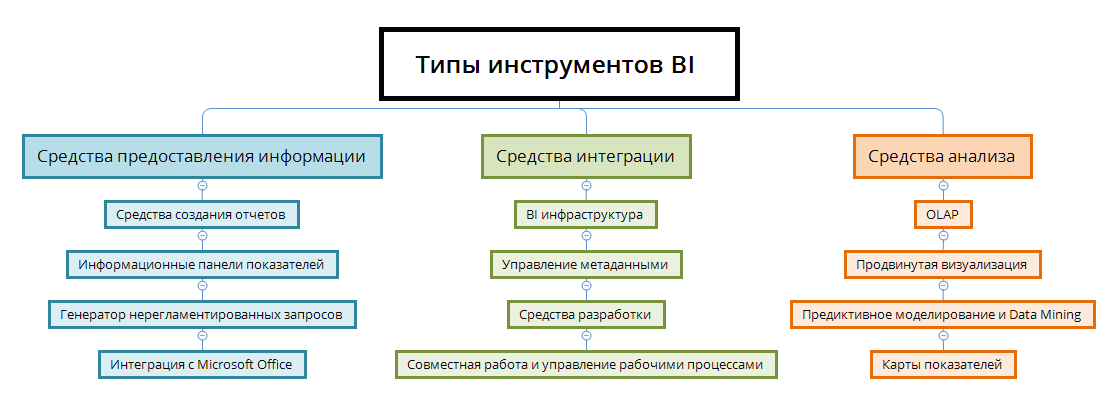 Типы инструментов BI
Средства предоставления информации
Средства создания отчетов
Информационные панели показателей
Генератор нерегламентированных запросов
Интеграция с Microsoft Office
Средства интеграции
BI инфраструктура
Управление метаданными
Средства разработки
Совместная работа и управление рабочими процессами
Средства анализа
OLAP
Продвинутая визуализация
Предиктивное моделирование и Data Mining
Карты показателей